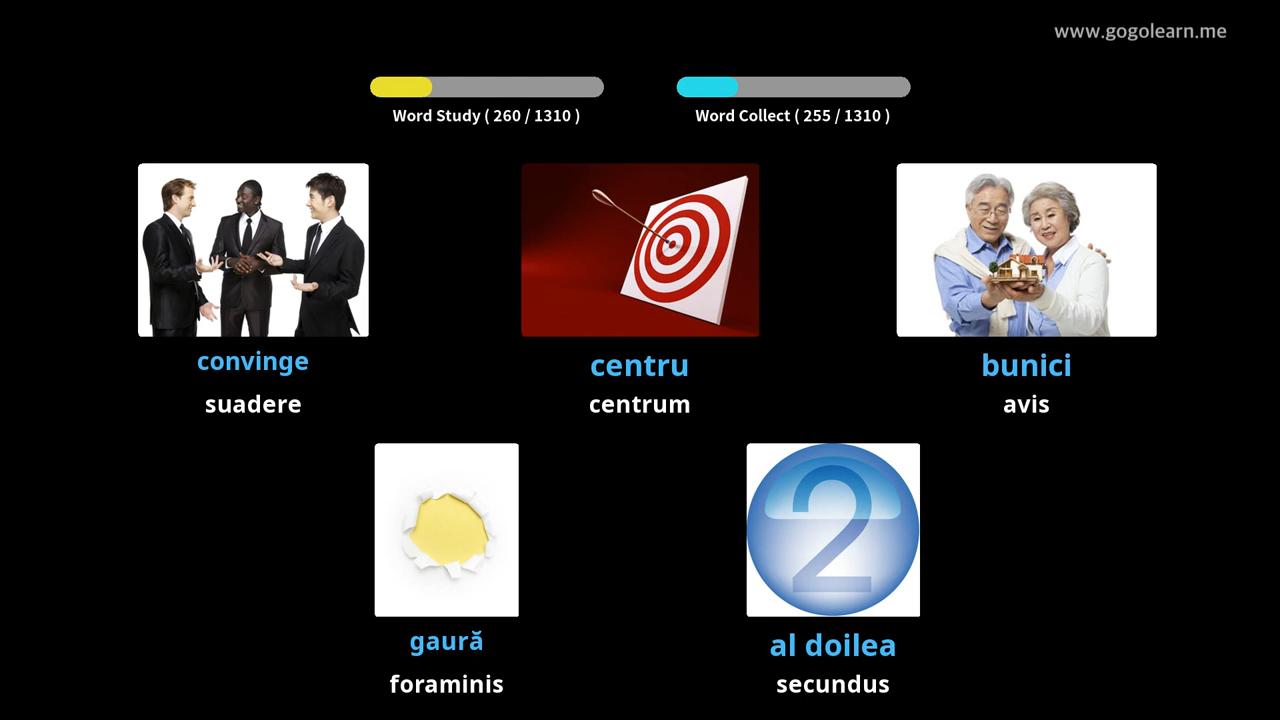 www.gogolearn.me
Word Study ( 260 / 1310 )
Word Collect ( 255 / 1310 )
convinge
suadere
centru
centrum
bunici
avis
2
gaură
foraminis
al doilea
secundus